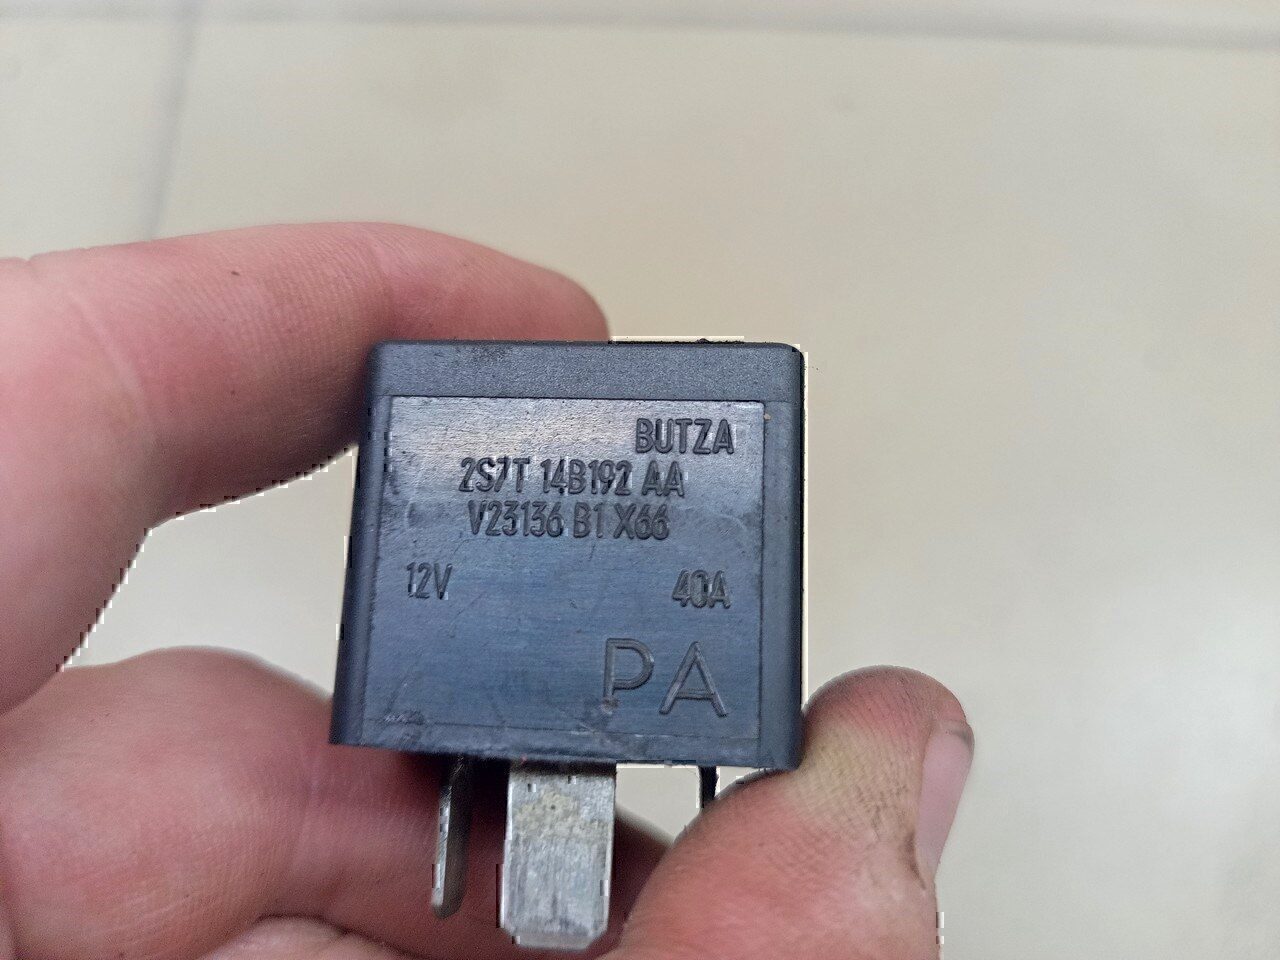 BUTZA
2S7T 14B192 AA
V23136 B1 X66
12V 40A
PA